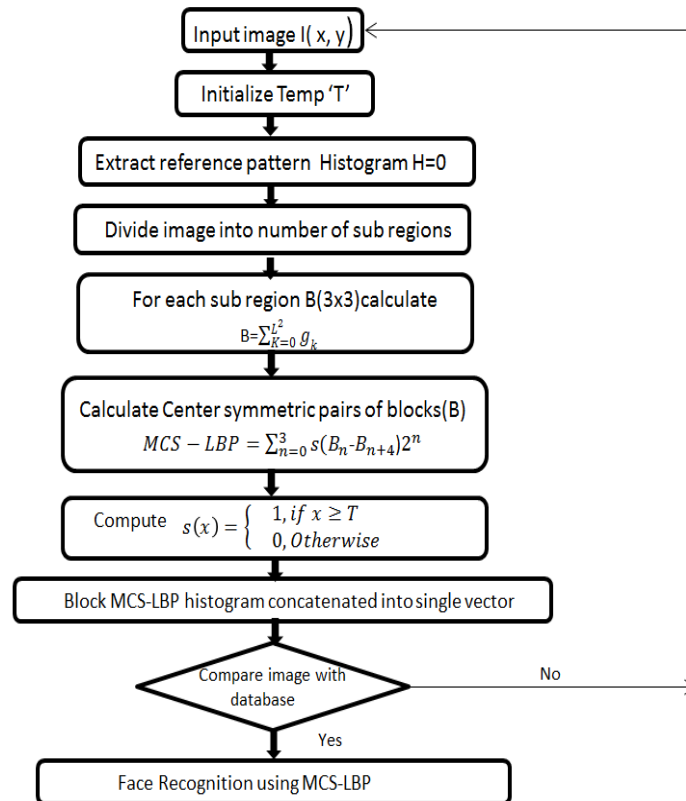 Input image I( x, y)
Initialize Temp ‘T’
Extract reference pattern Histogram H=0
Divide image into number of sub regions
For each sub region B(3x3)calculate
B=∑_{K=0}^{L^2} g_k
Calculate Center symmetric pairs of blocks(B)
MCS − LBP = ∑_{n=0}^{3} s(B_n-B_{n+4})2^n
Compute s(x) = { 1, if x ≥ T
0, Otherwise
Block MCS-LBP histogram concatenated into single vector
Compare image with
database
No
Yes
Face Recognition using MCS-LBP